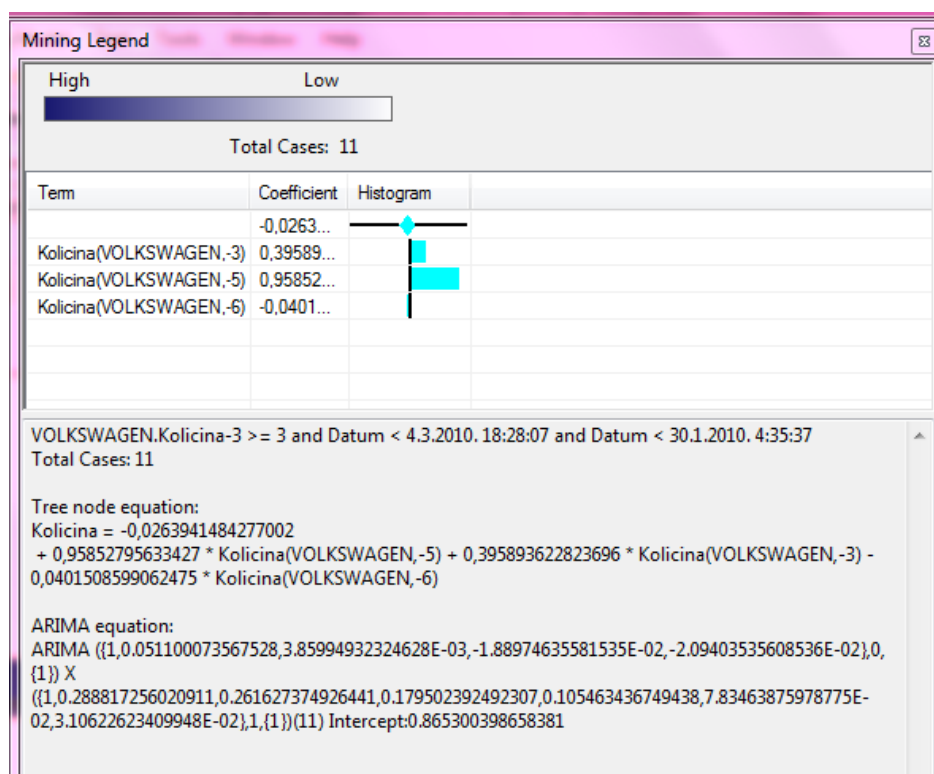 Mining Legend
High Low
Total Cases: 11
Term Coefficient Histogram
-0,0263...
Kolicina(VOLKSWAGEN,-3) 0,39589...
Kolicina(VOLKSWAGEN,-5) 0,95852...
Kolicina(VOLKSWAGEN,-6) -0,0401...
VOLKSWAGEN.Kolicina-3 >= 3 and Datum < 4.3.2010. 18:28:07 and Datum < 30.1.2010. 4:35:37
Total Cases: 11
Tree node equation:
Kolicina = -0,0263941484277002
+ 0,95852795633427 * Kolicina(VOLKSWAGEN,-5) + 0,395893622823696 * Kolicina(VOLKSWAGEN,-3) -
0,0401508599062475 * Kolicina(VOLKSWAGEN,-6)
ARIMA equation:
ARIMA ({1,0.051100073567528,3.85994932324628E-03,-1.88974635581535E-02,-2.09403535608536E-02},0,
{1}) X
({1,0.288817256020911,0.261627374926441,0.179502392492307,0.105463436749438,7.83463875978775E-
02,3.10622623409948E-02},1,{1})(11) Intercept:0.865300398658381